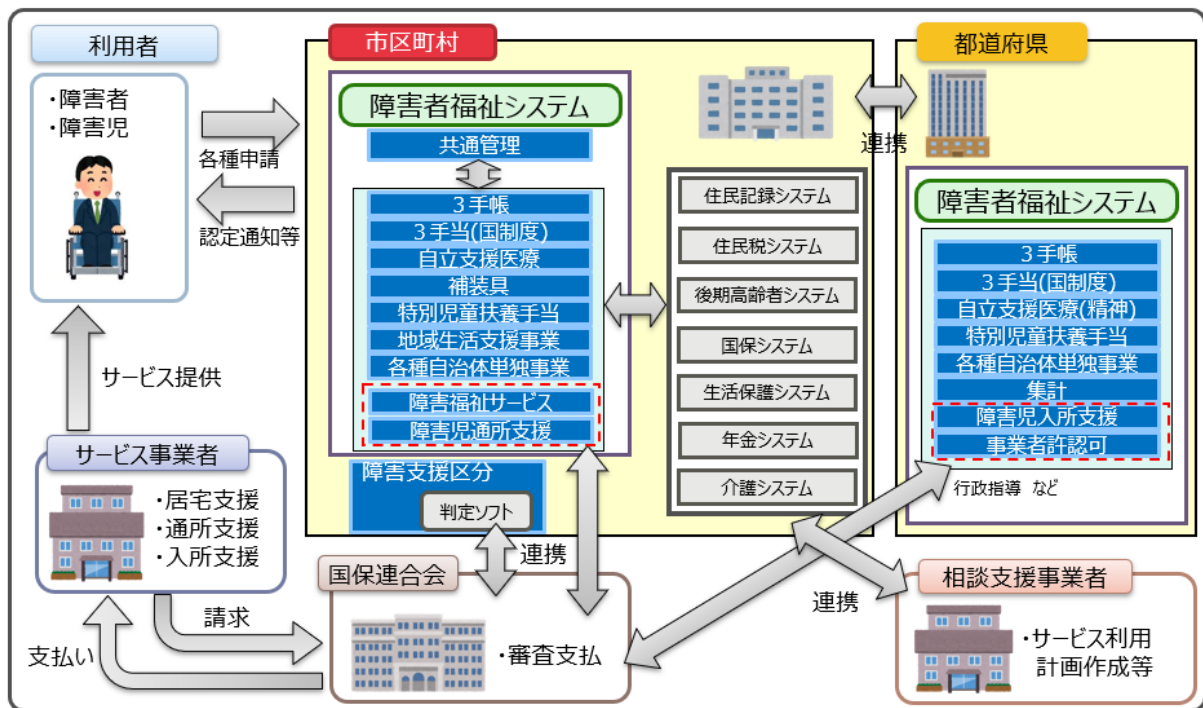 利用者
・障害者
・障害児
各種申請
認定通知等
サービス提供
サービス事業者
・居宅支援
・通所支援
・入所支援
請求
支払い
市区町村
障害者福祉システム
共通管理
３手帳
３手当(国制度)
自立支援医療
補装具
特別児童扶養手当
地域生活支援事業
各種自治体単独事業
障害福祉サービス
障害児通所支援
障害支援区分
判定ソフト
連携
住民記録システム
住民税システム
後期高齢者システム
国保システム
生活保護システム
年金システム
介護システム
連携
都道府県
障害者福祉システム
３手帳
３手当(国制度)
自立支援医療(精神)
特別児童扶養手当
各種自治体単独事業
集計
障害児入所支援
事業者許認可
行政指導 など
国保連合会
・審査支払
連携
相談支援事業者
・サービス利用
計画作成等